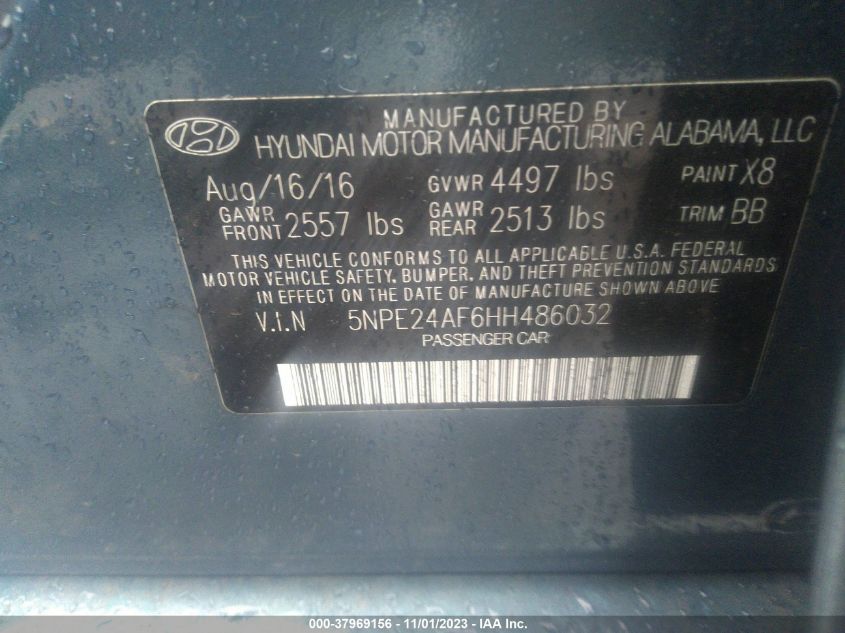 MANUFACTURED BY
HYUNDAI MOTOR MANUFACTURING ALABAMA, LLC
Aug/16/16 GVWR 4497 lbs PAINT X8
GAWR FRONT 2557 lbs GAWR REAR 2513 lbs TRIM BB
THIS VEHICLE CONFORMS TO ALL APPLICABLE U.S.A. FEDERAL
MOTOR VEHICLE SAFETY, BUMPER, AND THEFT PREVENTION STANDARDS
IN EFFECT ON THE DATE OF MANUFACTURE SHOWN ABOVE
V.I.N 5NPE24AF6HH486032
PASSENGER CAR
000-37969156 - 11/01/2023 - IAA Inc.